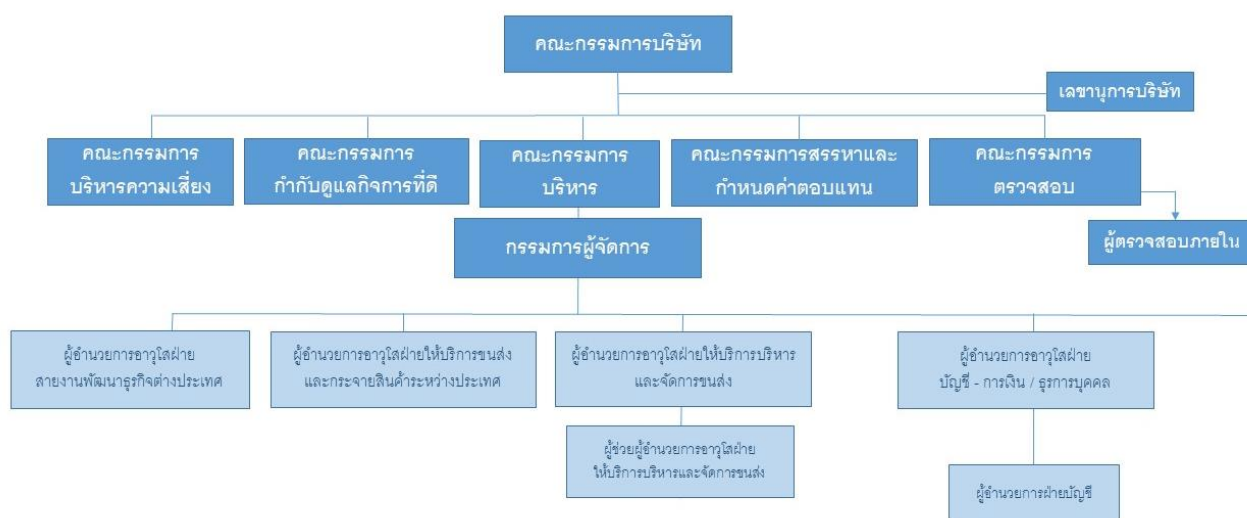 คณะกรรมการบริษัท
เลขานุการบริษัท
คณะกรรมการ
บริหารความเสี่ยง
คณะกรรมการ
กำกับดูแลกิจการที่ดี
คณะกรรมการ
บริหาร
คณะกรรมการสรรหาและ
กำหนดค่าตอบแทน
คณะกรรมการ
ตรวจสอบ
ผู้ตรวจสอบภายใน
กรรมการผู้จัดการ
ผู้อำนวยการอาวุโสฝ่าย
สายงานพัฒนาธุรกิจต่างประเทศ
ผู้อำนวยการอาวุโสฝ่ายให้บริการขนส่ง
และกระจายสินค้าระหว่างประเทศ
ผู้อำนวยการอาวุโสฝ่ายให้บริการบริหาร
และจัดการขนส่ง
ผู้อำนวยการอาวุโสฝ่าย
บัญชี - การเงิน / ธุรการบุคคล
ผู้ช่วยผู้อำนวยการอาวุโสฝ่าย
ให้บริการบริหารและจัดการขนส่ง
ผู้อำนวยการฝ่ายบัญชี